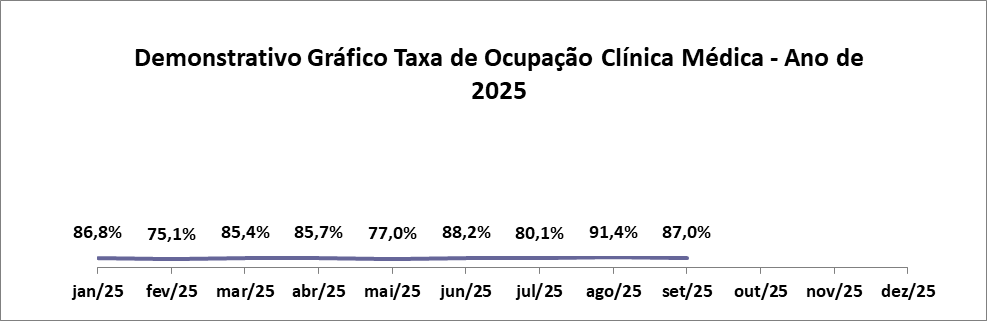 Demonstrativo Gráfico Taxa de Ocupação Clínica Médica - Ano de
2025
86,8% 75,1% 85,4% 85,7% 77,0% 88,2% 80,1% 91,4% 87,0%
jan/25 fev/25 mar/25 abr/25 mai/25 jun/25 jul/25 ago/25 set/25 out/25 nov/25 dez/25